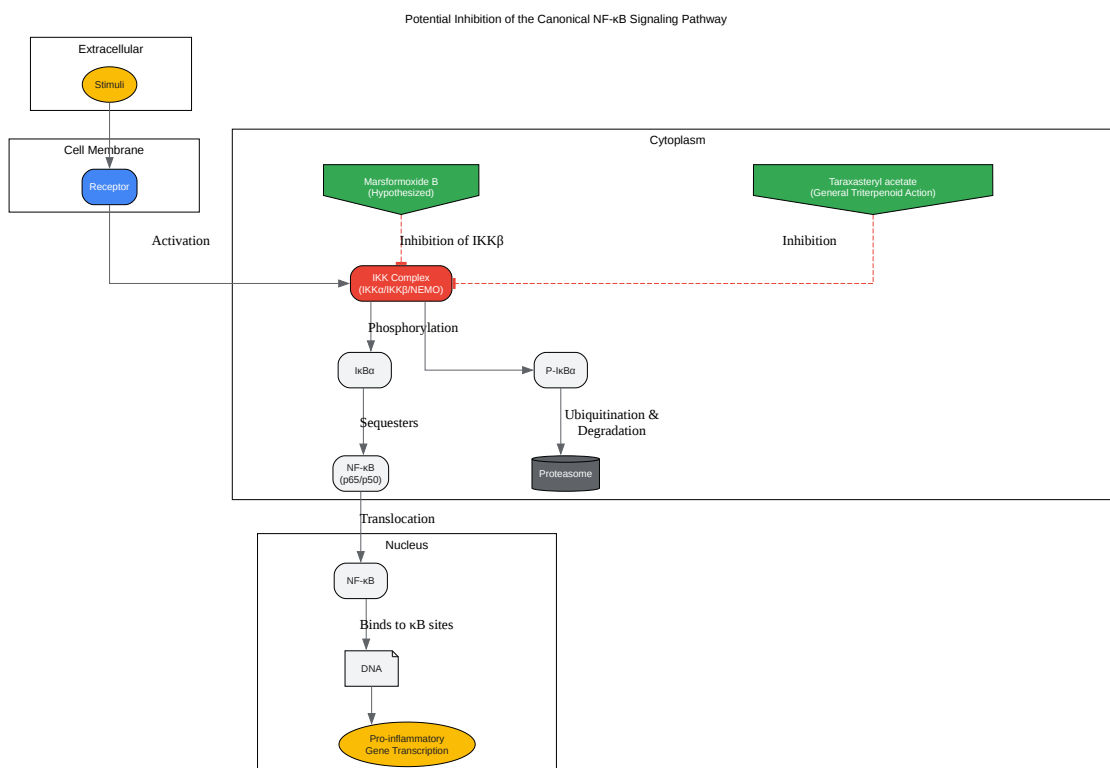 Potential Inhibition of the Canonical NF-κB Signaling Pathway
Extracellular
Stimuli
Cell Membrane
Receptor
Activation
Cytoplasm
Marsformoxide B
(Hypothesized)
Taraxasteryl acetate
(General Triterpenoid Action)
Inhibition of IKKβ
Inhibition
IKK Complex
(IKKα/IKKβ/NEMO)
Phosphorylation
IκBα
P-IκBα
Sequesters
Ubiquitination &
Degradation
NF-κB
(p65/p50)
Proteasome
Translocation
Nucleus
NF-κB
Binds to κB sites
DNA
Pro-inflammatory
Gene Transcription